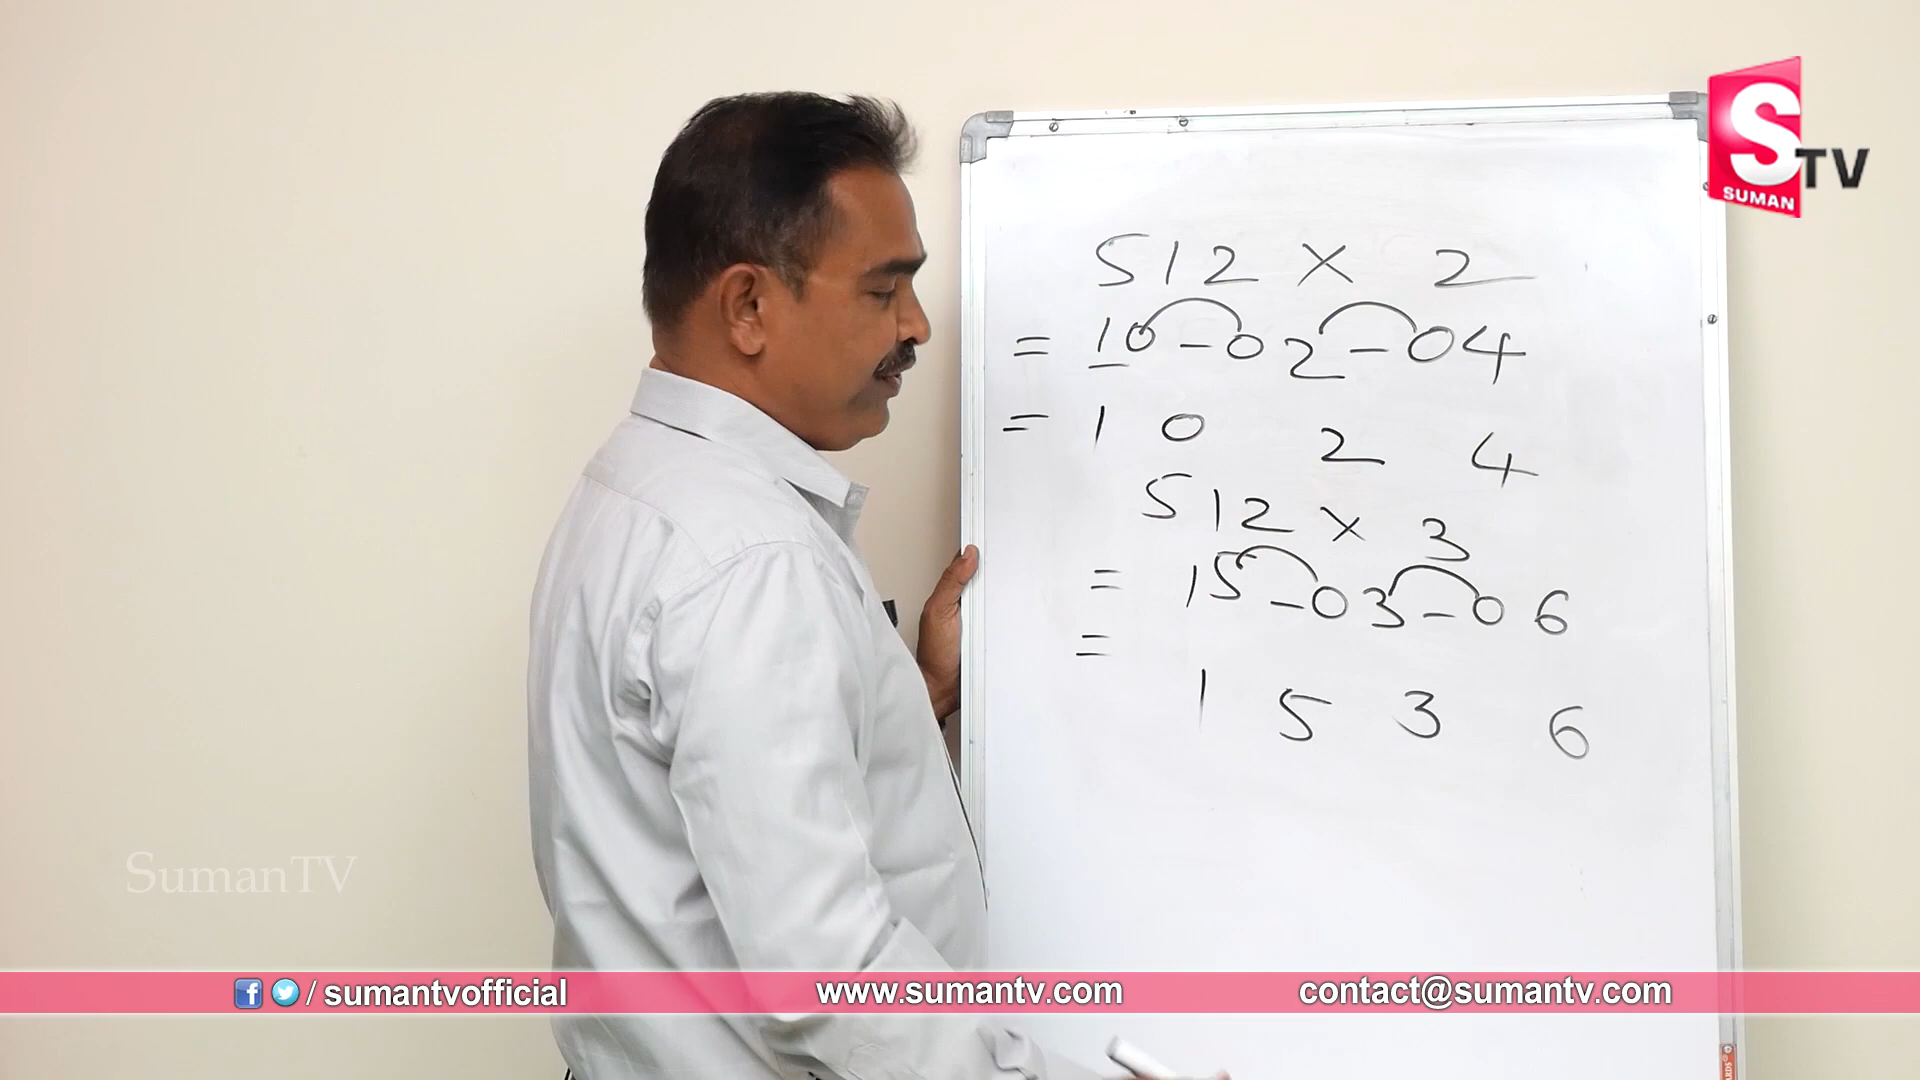 S
TV
SUMAN
512 × 2
= 10 - 02 - 04
= 1 0 2 4
512 × 3
= 15 - 03 - 06
=
1 5 3 6
SumanTV
/ sumantvofficial
www.sumantv.com
contact@sumantv.com